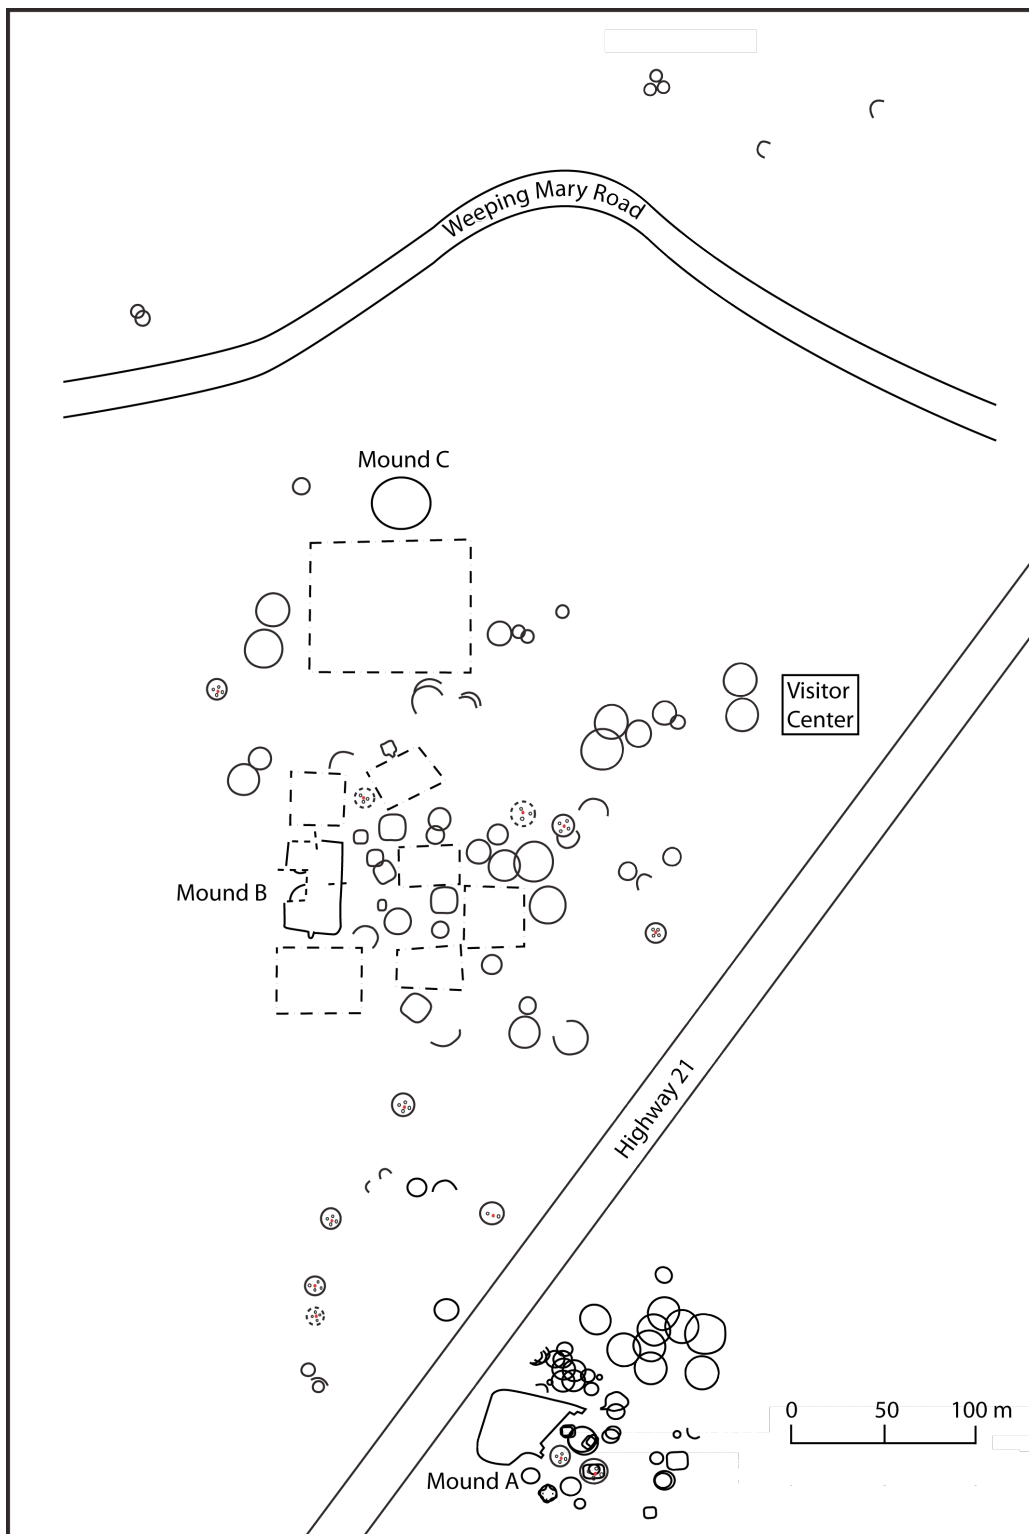 Weeping Mary Road
Mound C
Visitor
Center
Mound B
Highway 21
0 50 100 m
Mound A